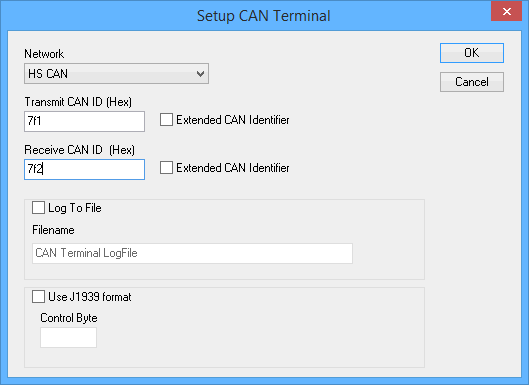 Setup CAN Terminal
Network
OK
HS CAN
Cancel
Transmit CAN ID (Hex)
7f1
Extended CAN Identifier
Receive CAN ID (Hex)
7f2
Extended CAN Identifier
Log To File
Filename
CAN Terminal LogFile
Use J1939 format
Control Byte